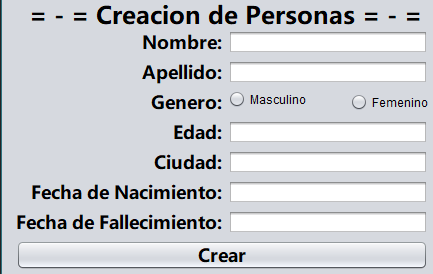 = - = Creacion de Personas = - =
Nombre:
Apellido:
Genero: Masculino Femenino
Edad:
Ciudad:
Fecha de Nacimiento:
Fecha de Fallecimiento:
Crear